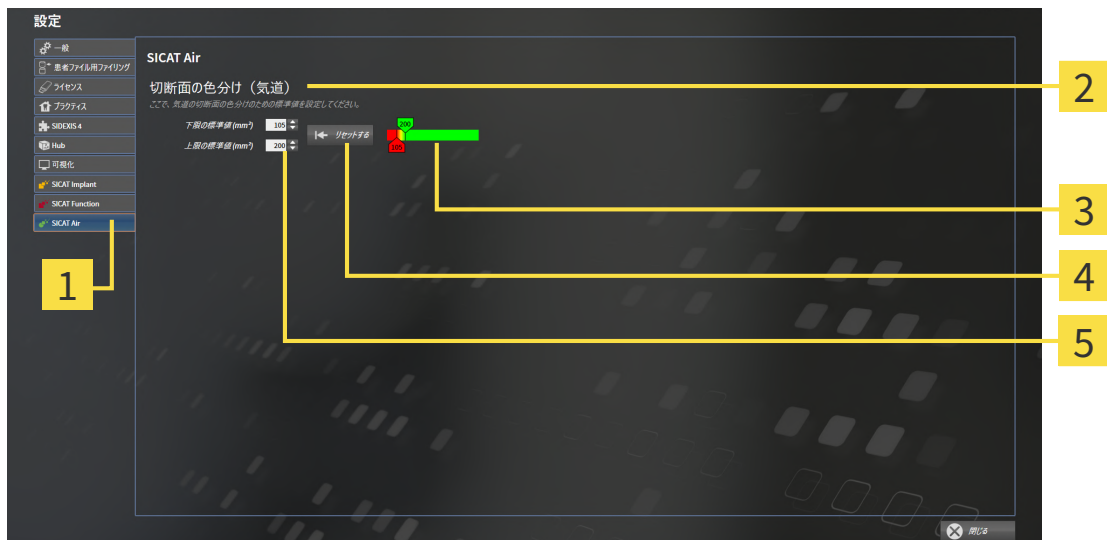 設定
一般
患者ファイル用ファイリング
ライセンス
プラクティス
SIDEXIS 4
Hub
可視化
SICAT Implant
SICAT Function
SICAT Air
SICAT Air
切断面の色分け（気道）
ここで、気道の切断面の色分けのための標準値を設定してください。
下限の標準値 (mm²) 105
上限の標準値 (mm²) 200
リセットする
200
105
閉じる
1
2
3
4
5